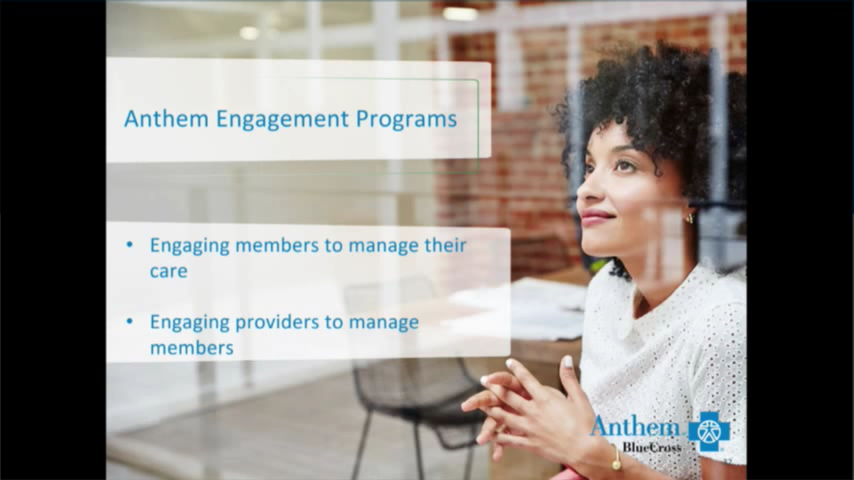 Anthem Engagement Programs
• Engaging members to manage their
care
• Engaging providers to manage
members
Anthem
BlueCross